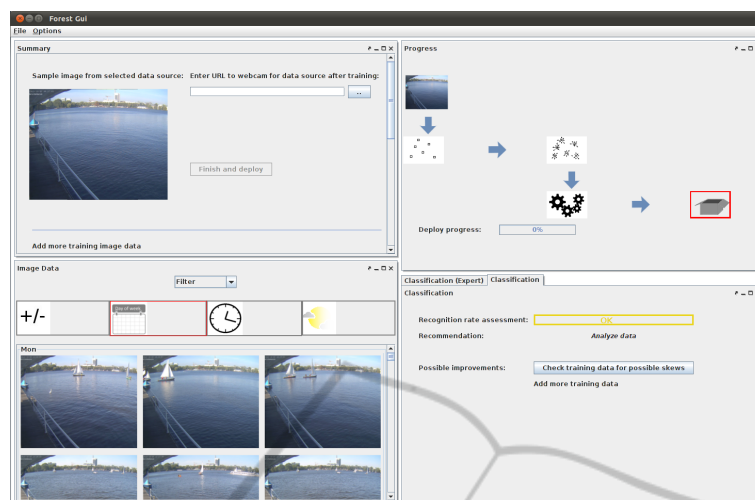 Forest Gui
File Options
Summary
Sample image from selected data source: Enter URL to webcam for data source after training:
..
Finish and deploy
Add more training image data
Progress
Deploy progress: 0%
Image Data
Filter
+/-
Day of week
Mon
Classification (Expert) Classification
Classification
Recognition rate assessment: OK
Recommendation: Analyze data
Possible improvements: Check training data for possible skews
Add more training data